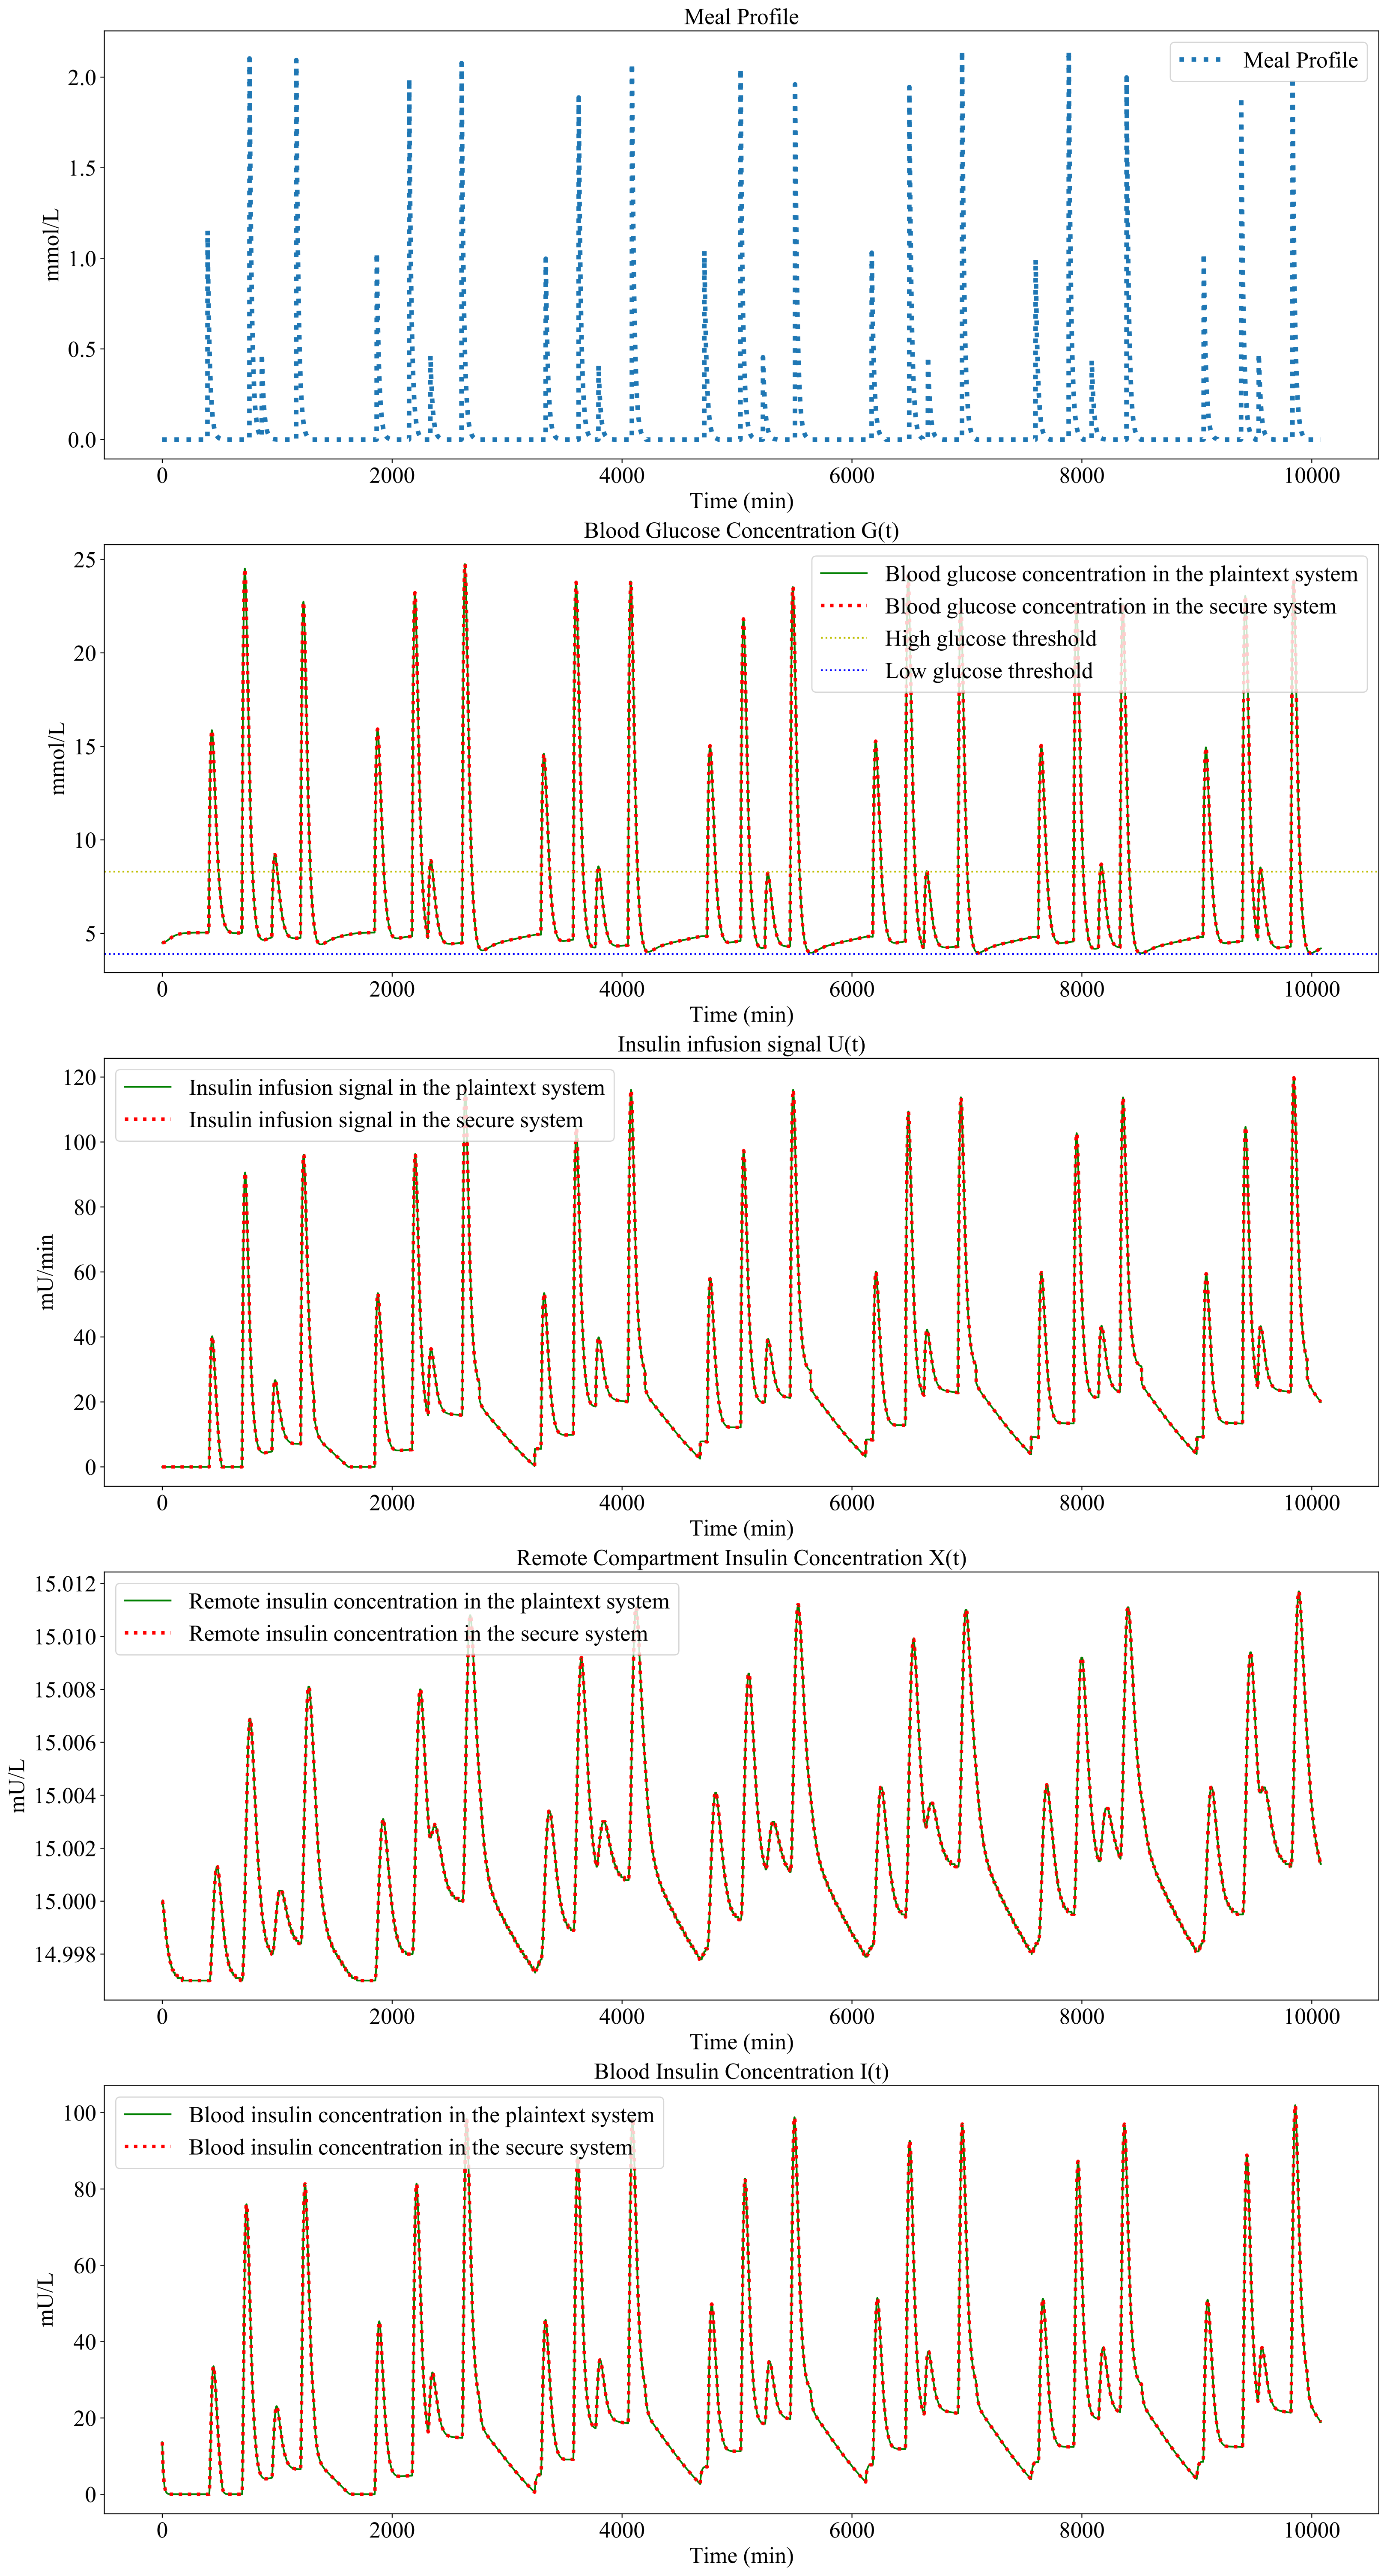 Meal Profile
2.0
1.5
1.0
0.5
0.0
mmol/L
Meal Profile
0 2000 4000 6000 8000 10000
Time (min)
Blood Glucose Concentration G(t)
25
20
15
10
5
mmol/L
Blood glucose concentration in the plaintext system
Blood glucose concentration in the secure system
High glucose threshold
Low glucose threshold
0 2000 4000 6000 8000 10000
Time (min)
Insulin infusion signal U(t)
120
100
80
60
40
20
0
mU/min
Insulin infusion signal in the plaintext system
Insulin infusion signal in the secure system
0 2000 4000 6000 8000 10000
Time (min)
Remote Compartment Insulin Concentration X(t)
15.012
15.010
15.008
15.006
15.004
15.002
15.000
14.998
mU/L
Remote insulin concentration in the plaintext system
Remote insulin concentration in the secure system
0 2000 4000 6000 8000 10000
Time (min)
Blood Insulin Concentration I(t)
100
80
60
40
20
0
mU/L
Blood insulin concentration in the plaintext system
Blood insulin concentration in the secure system
0 2000 4000 6000 8000 10000
Time (min)